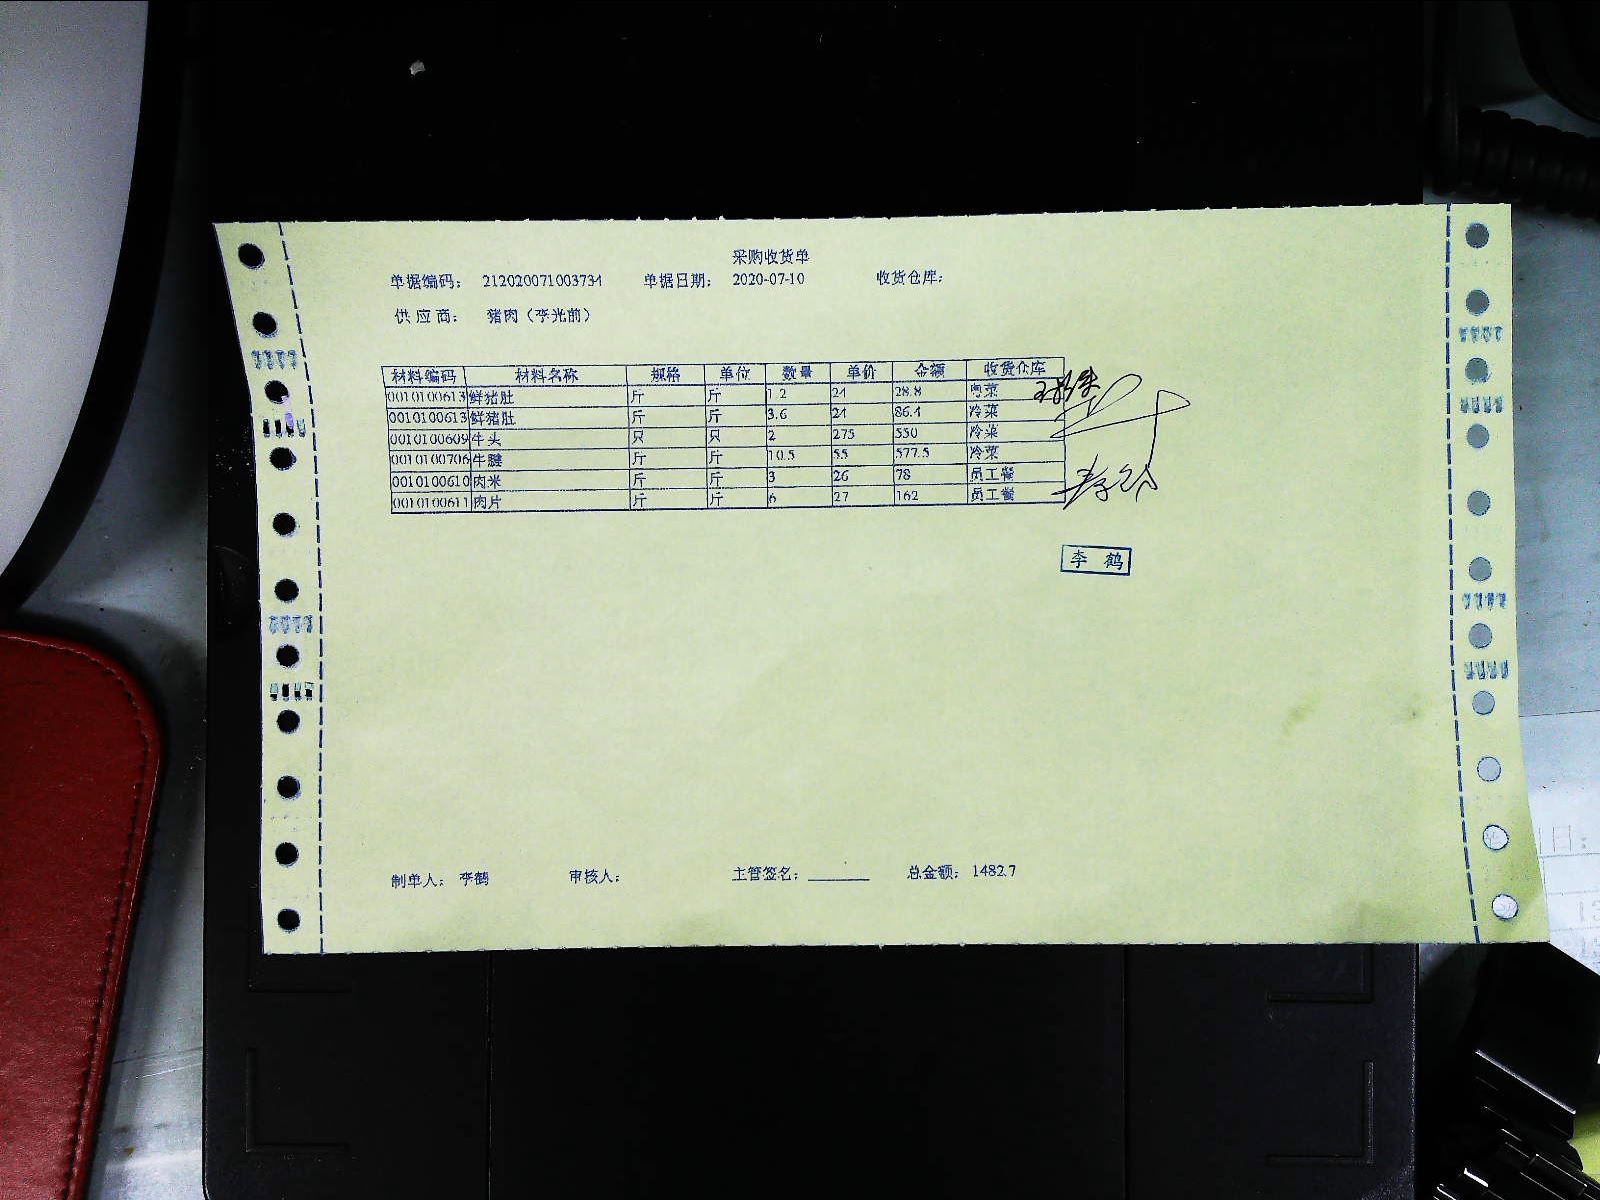 采购收货单
单据编码: 212020071003734 单据日期: 2020-07-10 收货仓库:
供应商: 猪肉（李光前）
材料编码 材料名称 规格 单位 数量 单价 金额 收货仓库
0010100613 鲜猪肚 斤 斤 1.2 24 28.8 粤菜
0010100613 鲜猪肚 斤 斤 3.6 24 86.4 冷菜
0010100609 牛头 只 只 2 275 550 冷菜
0010100706 牛腱 斤 斤 10.5 55 577.5 冷菜
0010100610 肉米 斤 斤 3 26 78 员工餐
0010100611 肉片 斤 斤 6 27 162 员工餐
李 鹤
制单人: 李鹤 审核人: 主管签名: 总金额: 1482.7